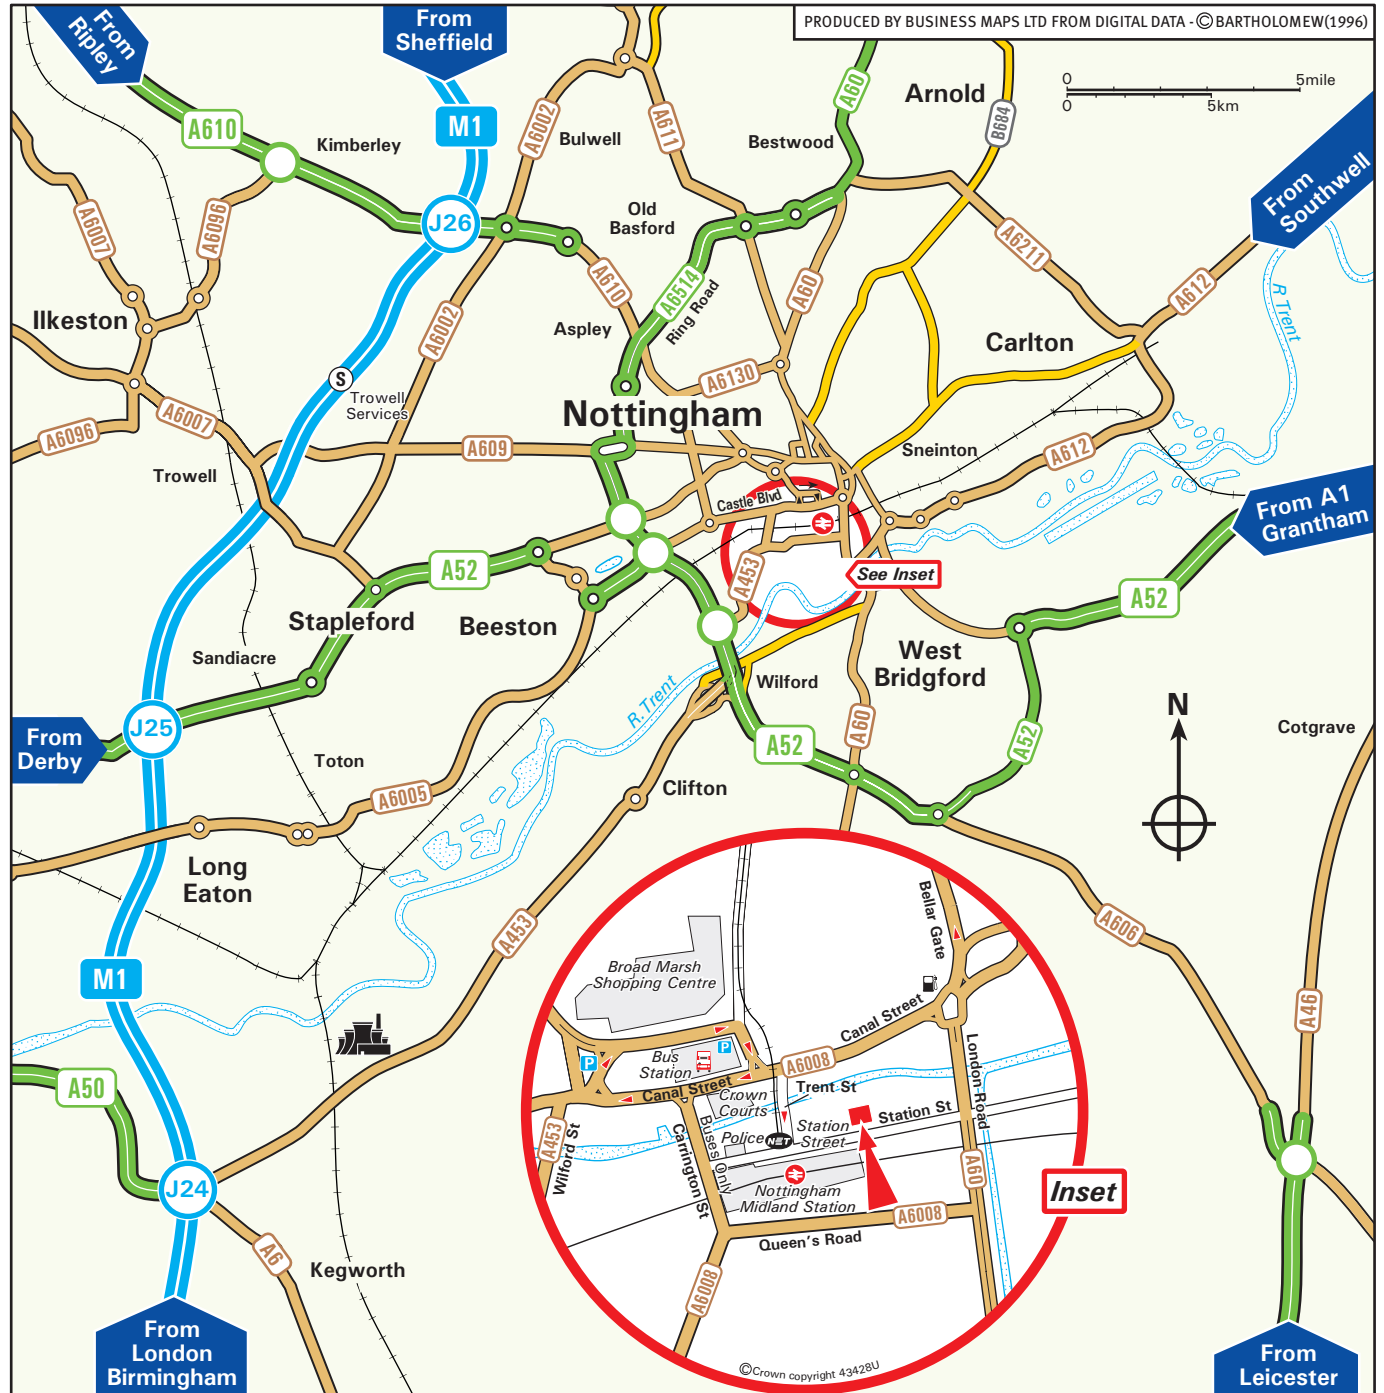 PRODUCED BY BUSINESS MAPS LTD FROM DIGITAL DATA - ©BARTHOLOMEW(1996)
From
Ripley
From
Sheffield
M1
A610
Kimberley
A6002
Bulwell
A611
A60
Arnold
B684
0
5mile
0
5km
Bestwood
From
Southwell
A6007
A6096
J26
Old
Basford
A6211
A612
R Trent
A610
A6514
Ring Road
A60
Ilkeston
A6002
Aspley
Carlton
S
Trowell
Services
A6130
A6096
A6007
Nottingham
A609
Sneinton
A612
Trowell
Castle Blvd
From A1
Grantham
A52
A453
See Inset
A52
Stapleford
Beeston
West
Bridgford
Sandiacre
R. Trent
Wilford
N
From
Derby
J25
A52
A60
A52
Cotgrave
Toton
A6005
Clifton
Long
Eaton
A453
A606
M1
A46
A50
J24
A6
Kegworth
From
London
Birmingham
From
Leicester
Bellar Gate
Broad Marsh
Shopping Centre
Canal Street
London Road
P
Bus
Station
P
A6008
Canal Street
Trent St
Crown
Courts
Station St
A453
Wilford St
Carrington St
Buses Only
Police
NET
Station
Street
A60
Inset
Nottingham
Midland Station
A6008
Queen's Road
A6008
©Crown copyright 43428U